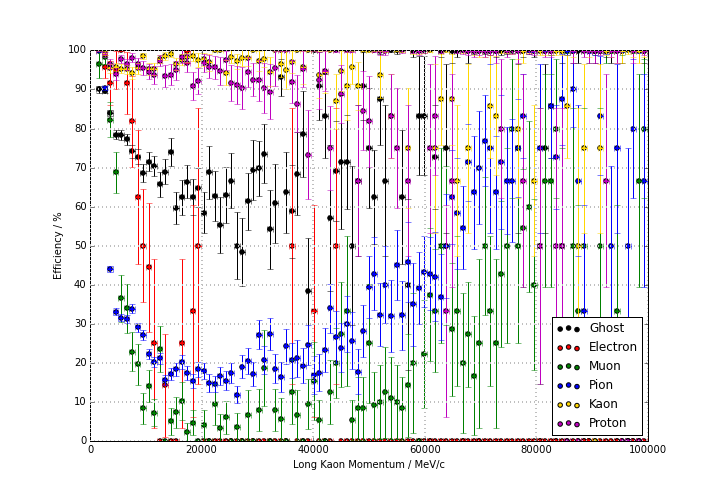 100
90
80
70
60
50
40
30
20
10
0
Efficiency / %
0 20000 40000 60000 80000 100000
Long Kaon Momentum / MeV/c
Ghost
Electron
Muon
Pion
Kaon
Proton